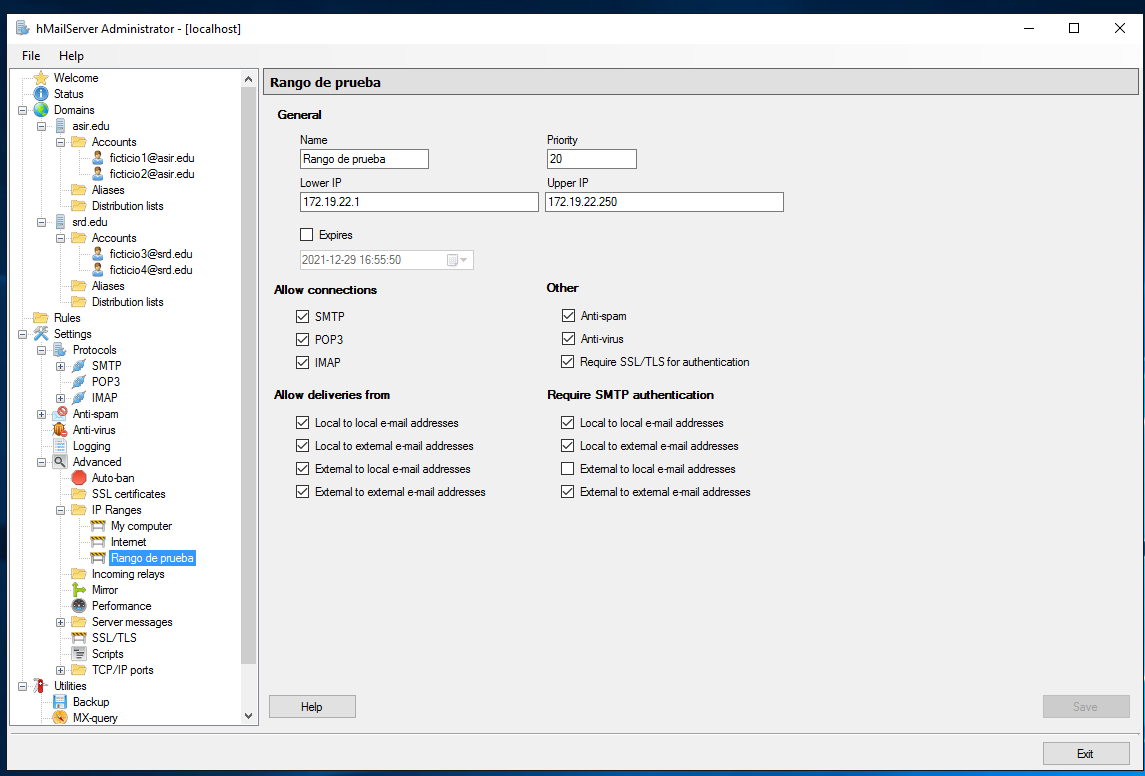 hMailServer Administrator - [localhost]
File Help
Welcome
Status
Domains
asir.edu
Accounts
ficticio1@asir.edu
ficticio2@asir.edu
Aliases
Distribution lists
srd.edu
Accounts
ficticio3@srd.edu
ficticio4@srd.edu
Aliases
Distribution lists
Rules
Settings
Protocols
SMTP
POP3
IMAP
Anti-spam
Anti-virus
Logging
Advanced
Auto-ban
SSL certificates
IP Ranges
My computer
Internet
Rango de prueba
Incoming relays
Mirror
Performance
Server messages
SSL/TLS
Scripts
TCP/IP ports
Utilities
Backup
MX-query
Rango de prueba
General
Name Priority
Rango de prueba 20
Lower IP Upper IP
172.19.22.1 172.19.22.250
Expires
2021-12-29 16:55:50
Allow connections
SMTP
POP3
IMAP
Other
Anti-spam
Anti-virus
Require SSL/TLS for authentication
Allow deliveries from
Local to local e-mail addresses
Local to external e-mail addresses
External to local e-mail addresses
External to external e-mail addresses
Require SMTP authentication
Local to local e-mail addresses
Local to external e-mail addresses
External to local e-mail addresses
External to external e-mail addresses
Help Save
Exit